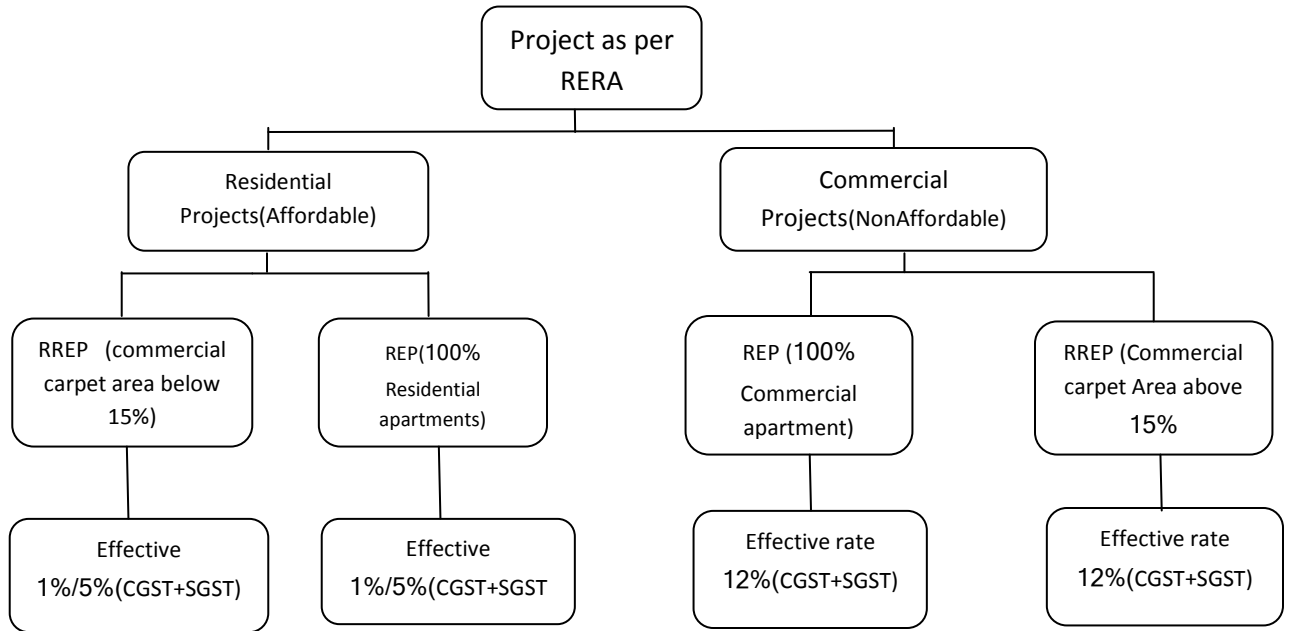 Project as per
RERA
Residential
Projects(Affordable)
Commercial
Projects(NonAffordable)
RREP (commercial
carpet area below
15%)
REP(100%
Residential
apartments)
REP (100%
Commercial
apartment)
RREP (Commercial
carpet Area above
15%
Effective
1%/5%(CGST+SGST)
Effective
1%/5%(CGST+SGST
Effective rate
12%(CGST+SGST)
Effective rate
12%(CGST+SGST)